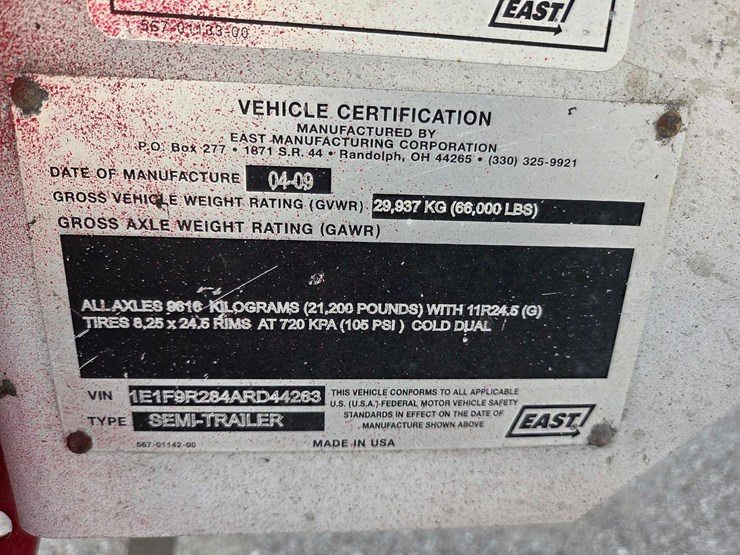 EAST
567-01133-00
VEHICLE CERTIFICATION
MANUFACTURED BY
EAST MANUFACTURING CORPORATION
P.O. Box 277 • 1871 S.R. 44 • Randolph, OH 44265 • (330) 325-9921
DATE OF MANUFACTURE 04-09
GROSS VEHICLE WEIGHT RATING (GVWR) 29,937 KG (66,000 LBS)
GROSS AXLE WEIGHT RATING (GAWR)
ALL AXLES 9616 KILOGRAMS (21,200 POUNDS) WITH 11R24.5 (G)
TIRES 8.25 x 24.5 RIMS AT 720 KPA (105 PSI) COLD DUAL
VIN 1E1F9R284ARD44263
TYPE SEMI-TRAILER
THIS VEHICLE CONFORMS TO ALL APPLICABLE
U.S. (U.S.A.) FEDERAL MOTOR VEHICLE SAFETY
STANDARDS IN EFFECT ON THE DATE OF
MANUFACTURE SHOWN ABOVE
EAST
567-01142-00
MADE IN USA